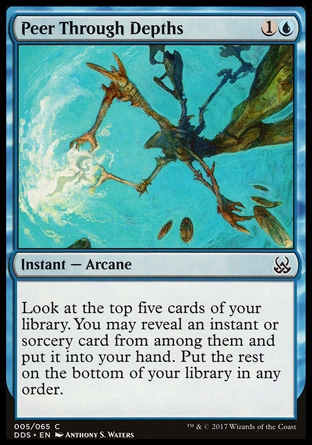 Peer Through Depths 1
Instant — Arcane
Look at the top five cards of your
library. You may reveal an instant or
sorcery card from among them and
put it into your hand. Put the rest
on the bottom of your library in any
order.
005/065 C
DDS • EN Anthony S. Waters
™ & © 2017 Wizards of the Coast